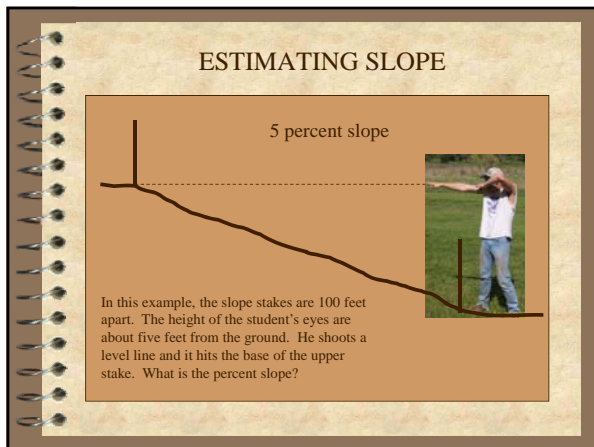 ESTIMATING SLOPE
5 percent slope
In this example, the slope stakes are 100 feet
apart. The height of the student's eyes are
about five feet from the ground. He shoots a
level line and it hits the base of the upper
stake. What is the percent slope?